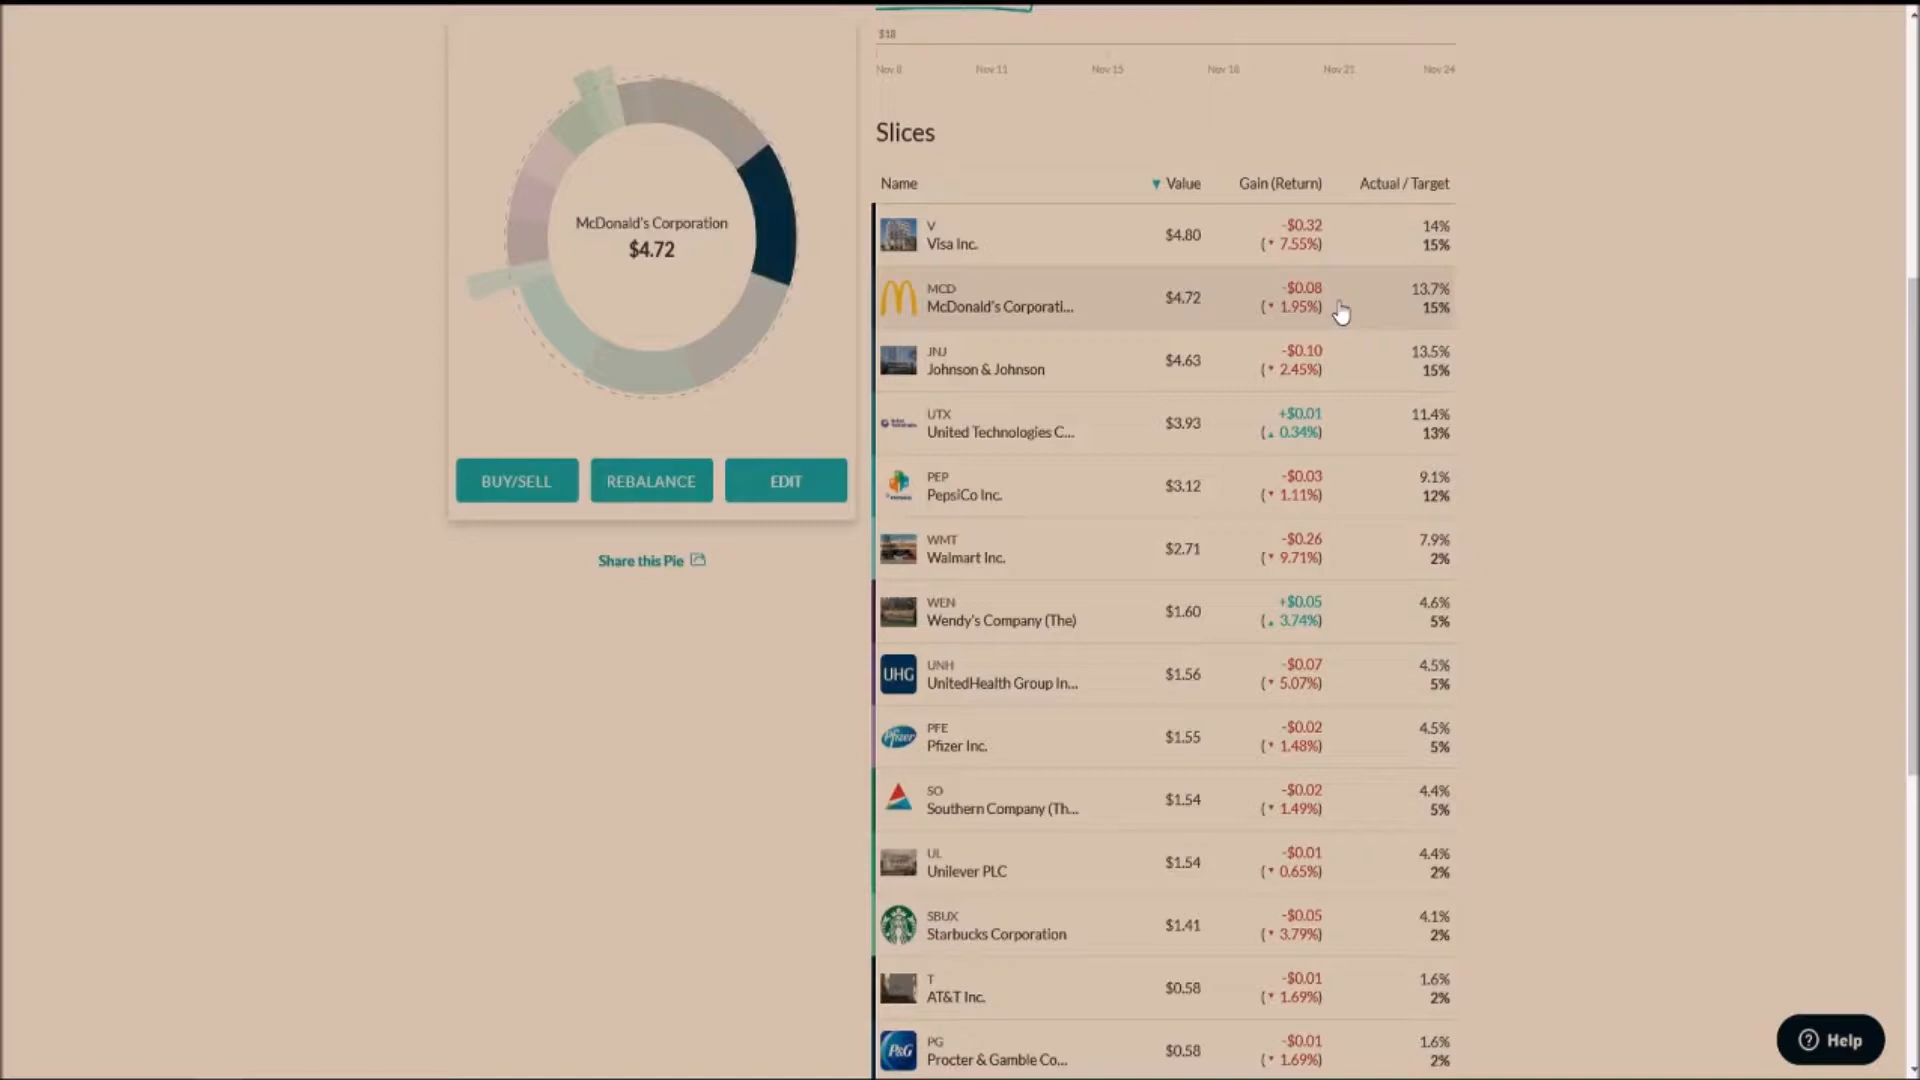 $18
Nov 8 Nov 11 Nov 15 Nov 18 Nov 21 Nov 24
McDonald's Corporation
$4.72
BUY/SELL REBALANCE EDIT
Share this Pie
Slices
Name ▼ Value Gain (Return) Actual / Target
V
Visa Inc.
$4.80
-$0.32
(▼ 7.55%)
14%
15%
MCD
McDonald's Corporati...
$4.72
-$0.08
(▼ 1.95%)
13.7%
15%
JNJ
Johnson & Johnson
$4.63
-$0.10
(▼ 2.45%)
13.5%
15%
UTX
United Technologies C...
$3.93
+$0.01
(▲ 0.34%)
11.4%
13%
PEP
PepsiCo Inc.
$3.12
-$0.03
(▼ 1.11%)
9.1%
12%
WMT
Walmart Inc.
$2.71
-$0.26
(▼ 9.71%)
7.9%
2%
WEN
Wendy's Company (The)
$1.60
+$0.05
(▲ 3.74%)
4.6%
5%
UHG
UNH
UnitedHealth Group In...
$1.56
-$0.07
(▼ 5.07%)
4.5%
5%
Pfizer
PFE
Pfizer Inc.
$1.55
-$0.02
(▼ 1.48%)
4.5%
5%
SO
Southern Company (Th...
$1.54
-$0.02
(▼ 1.49%)
4.4%
5%
UL
Unilever PLC
$1.54
-$0.01
(▼ 0.65%)
4.4%
2%
SBUX
Starbucks Corporation
$1.41
-$0.05
(▼ 3.79%)
4.1%
2%
T
AT&T Inc.
$0.58
-$0.01
(▼ 1.69%)
1.6%
2%
P&G
PG
Procter & Gamble Co...
$0.58
-$0.01
(▼ 1.69%)
1.6%
2%
? Help